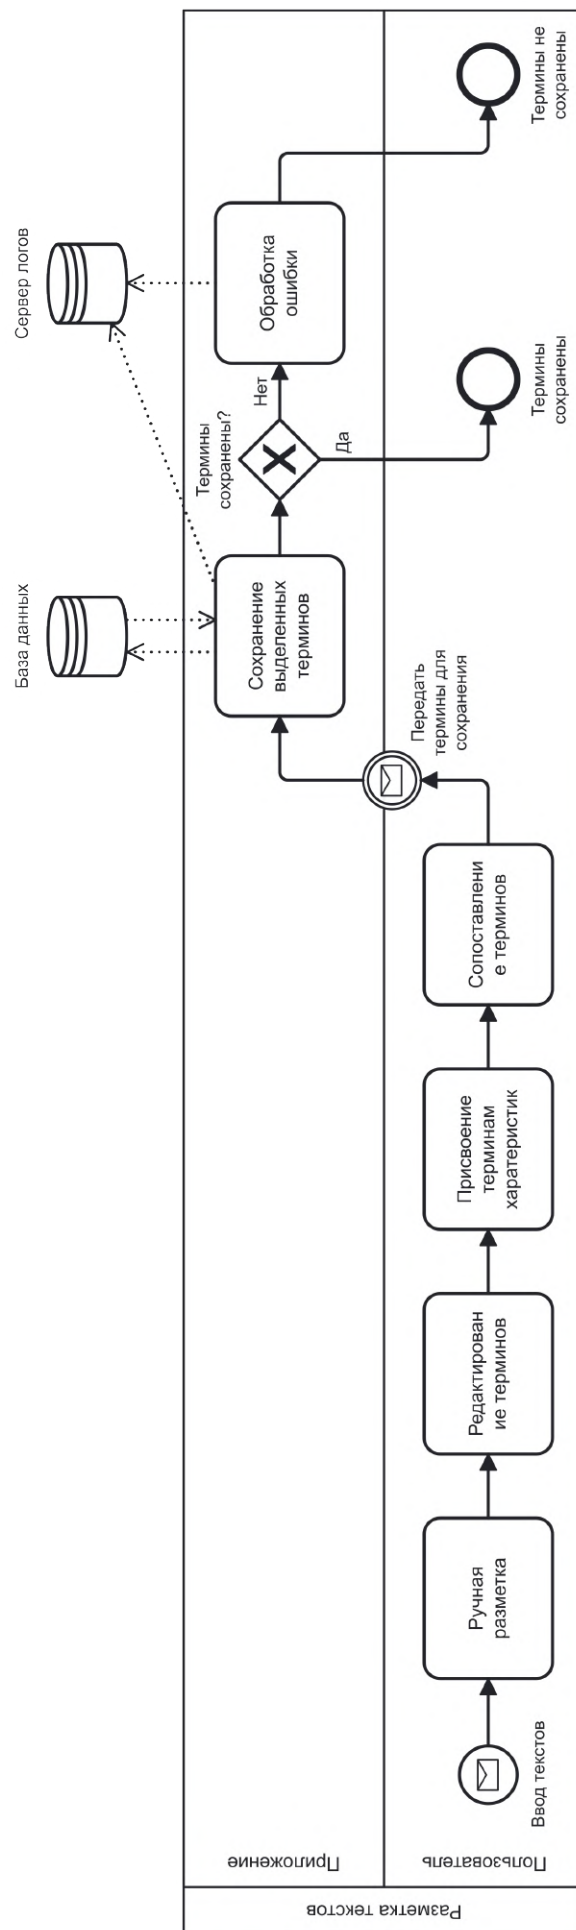 Разметка текстов
Приложение
Пользователь
Ввод текстов
Ручная
разметка
Редактирован
ие терминов
Присвоение
терминам
харатеристик
Сопоставлени
е терминов
Передать
термины для
сохранения
Сохранение
выделенных
терминов
База данных
Сервер логов
Термины
сохранены?
Нет
Да
Обработка
ошибки
Термины
сохранены
Термины не
сохранены